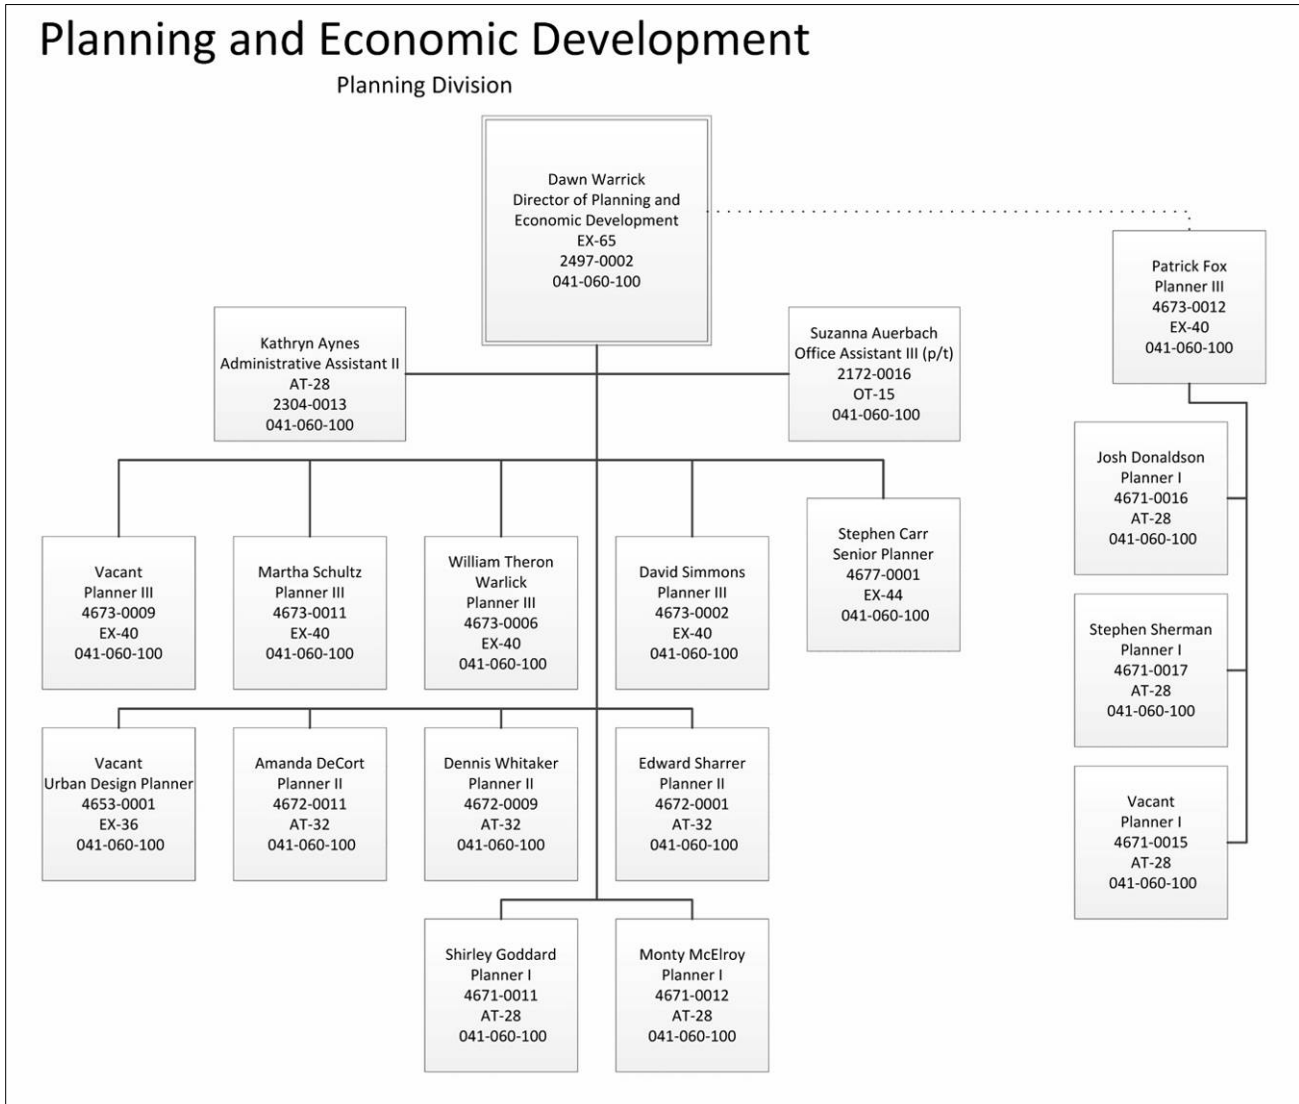 Planning and Economic Development
Planning Division
Dawn Warrick
Director of Planning and
Economic Development
EX-65
2497-0002
041-060-100
Patrick Fox
Planner III
4673-0012
EX-40
041-060-100
Kathryn Aynes
Administrative Assistant II
AT-28
2304-0013
041-060-100
Suzanna Auerbach
Office Assistant III (p/t)
2172-0016
OT-15
041-060-100
Josh Donaldson
Planner I
4671-0016
AT-28
041-060-100
Vacant
Planner III
4673-0009
EX-40
041-060-100
Martha Schultz
Planner III
4673-0011
EX-40
041-060-100
William Theron
Warlick
Planner III
4673-0006
EX-40
041-060-100
David Simmons
Planner III
4673-0002
EX-40
041-060-100
Stephen Carr
Senior Planner
4677-0001
EX-44
041-060-100
Stephen Sherman
Planner I
4671-0017
AT-28
041-060-100
Vacant
Urban Design Planner
4653-0001
EX-36
041-060-100
Amanda DeCort
Planner II
4672-0011
AT-32
041-060-100
Dennis Whitaker
Planner II
4672-0009
AT-32
041-060-100
Edward Sharrer
Planner II
4672-0001
AT-32
041-060-100
Vacant
Planner I
4671-0015
AT-28
041-060-100
Shirley Goddard
Planner I
4671-0011
AT-28
041-060-100
Monty McElroy
Planner I
4671-0012
AT-28
041-060-100